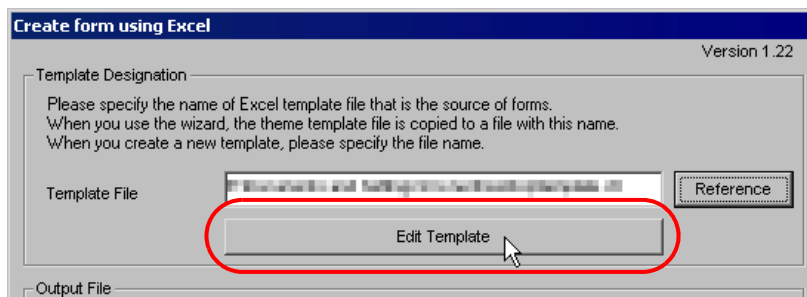 Create form using Excel
Version 1.22
Template Designation
Please specify the name of Excel template file that is the source of forms.
When you use the wizard, the theme template file is copied to a file with this name.
When you create a new template, please specify the file name.
Template File
Reference
Edit Template
Output File